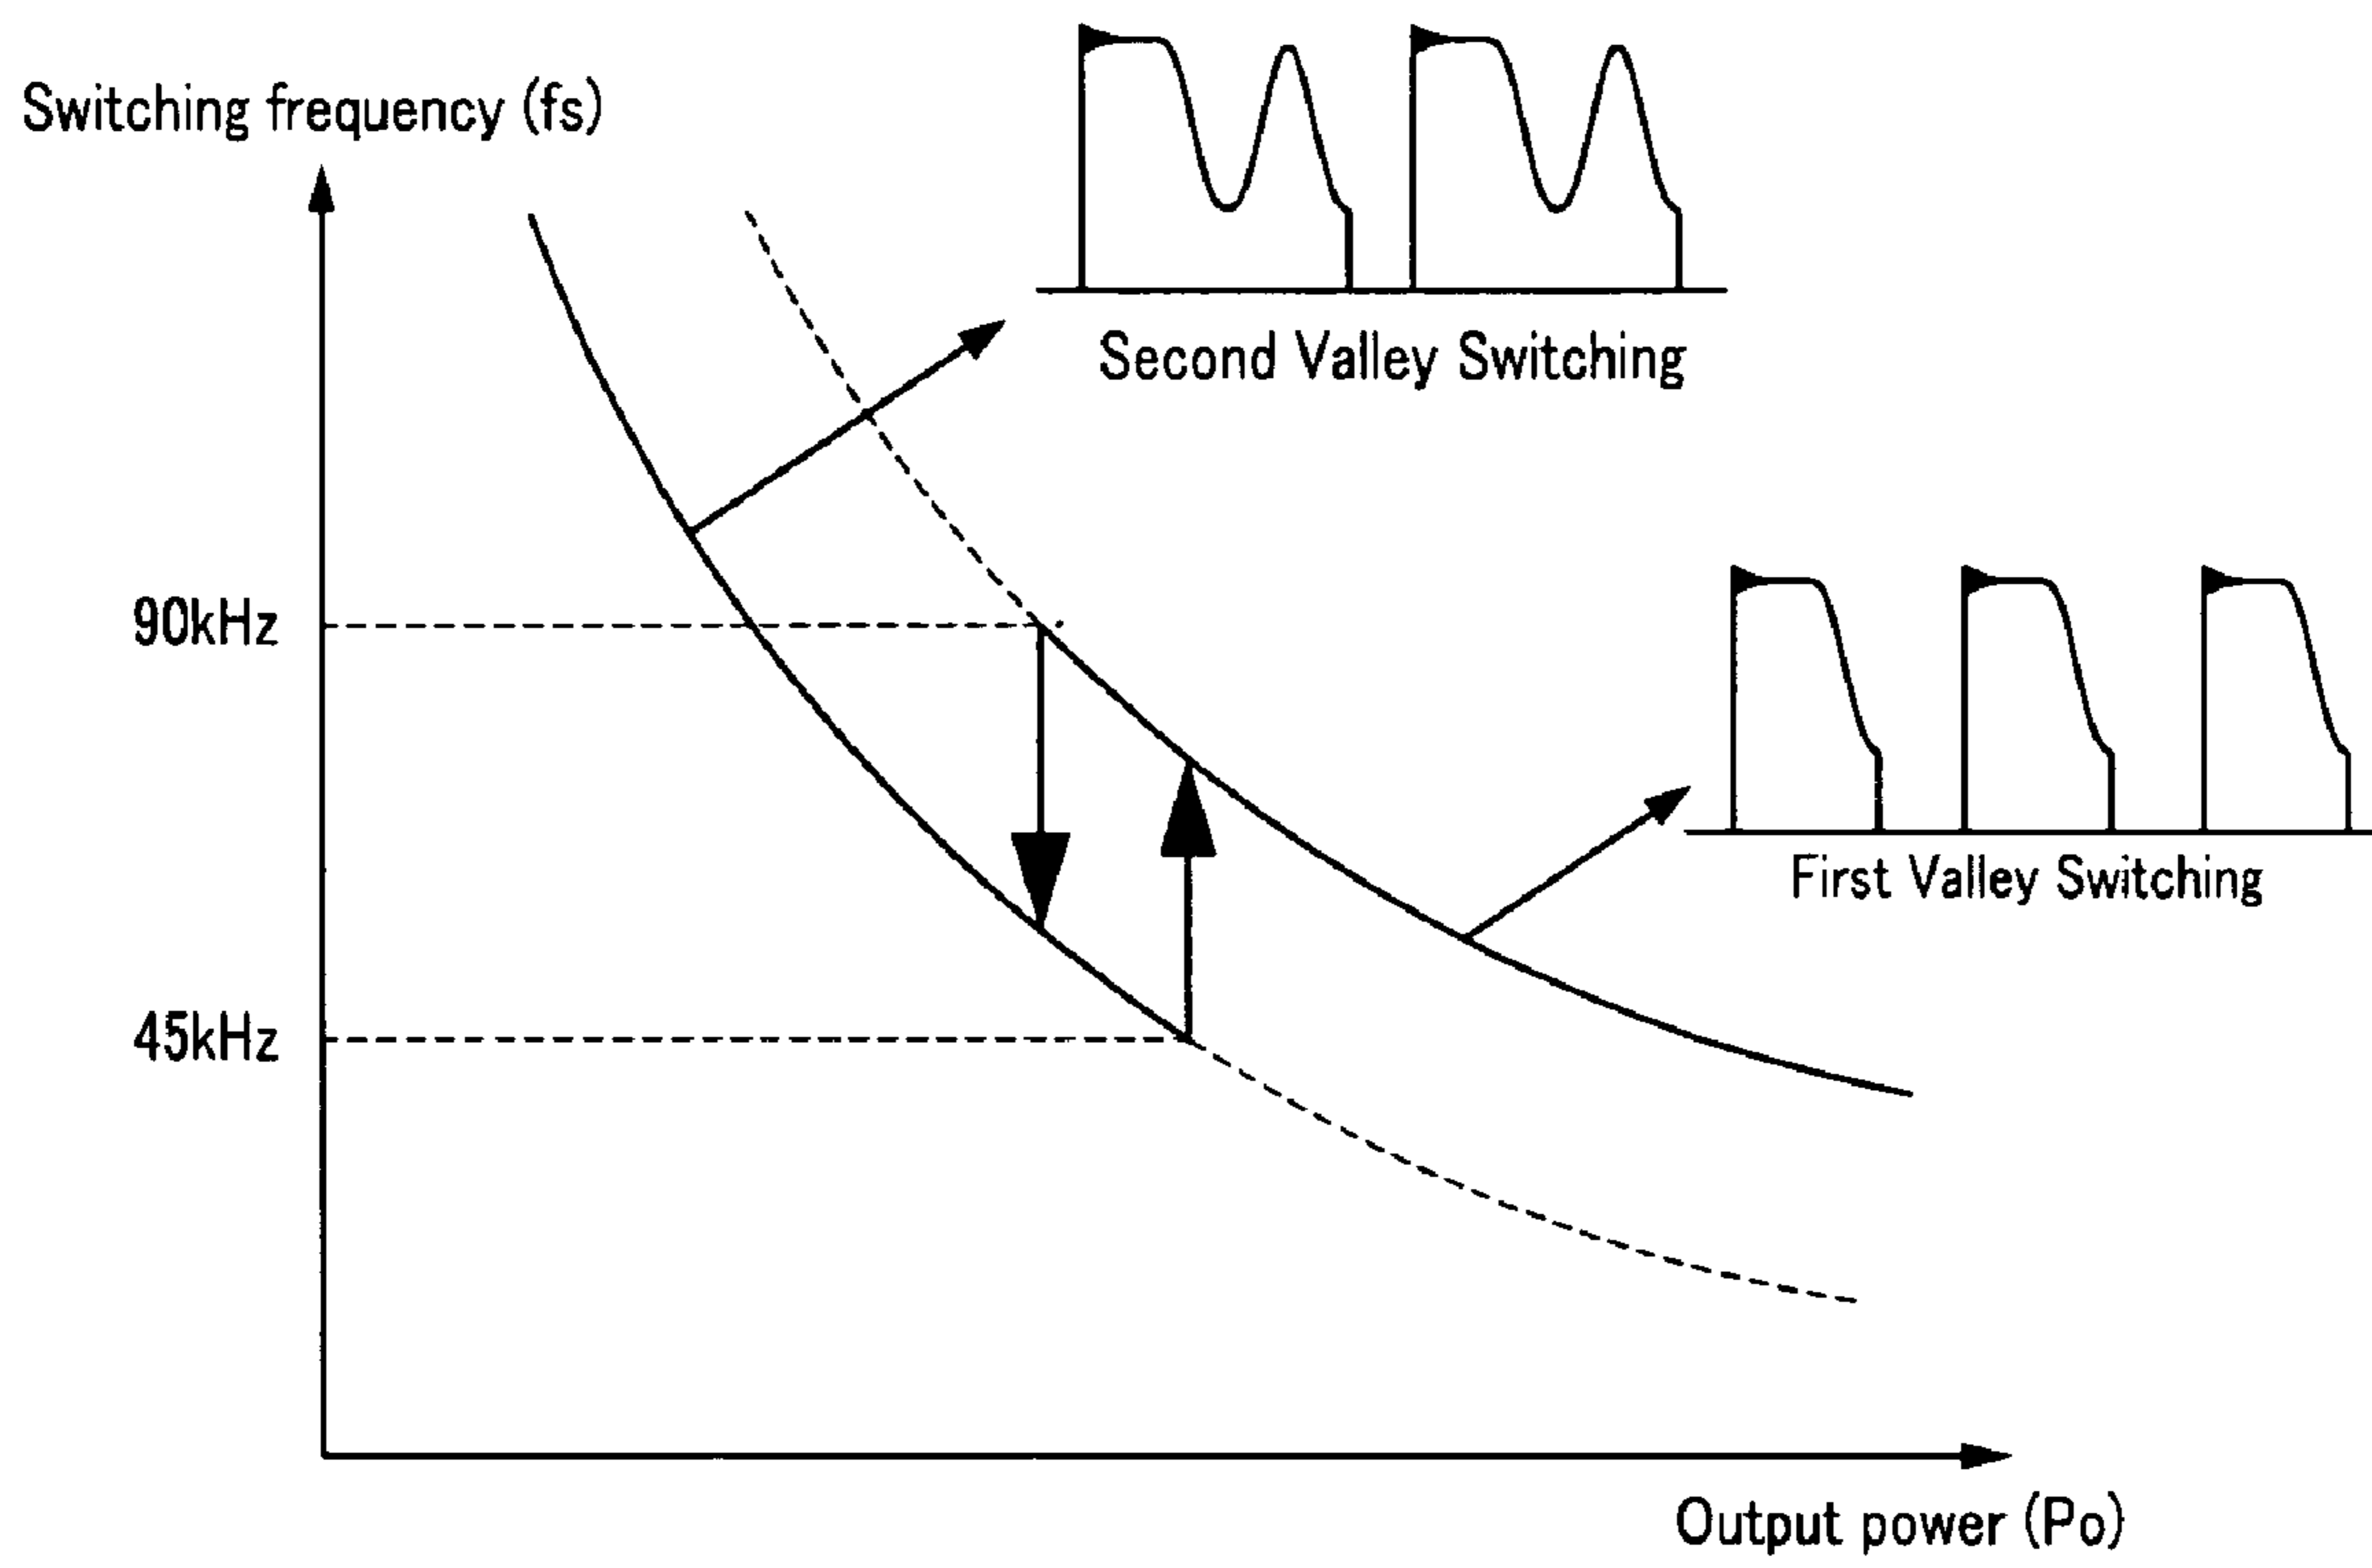 Switching frequency (fs)
Second Valley Switching
90kHz
First Valley Switching
45kHz
Output power (Po)